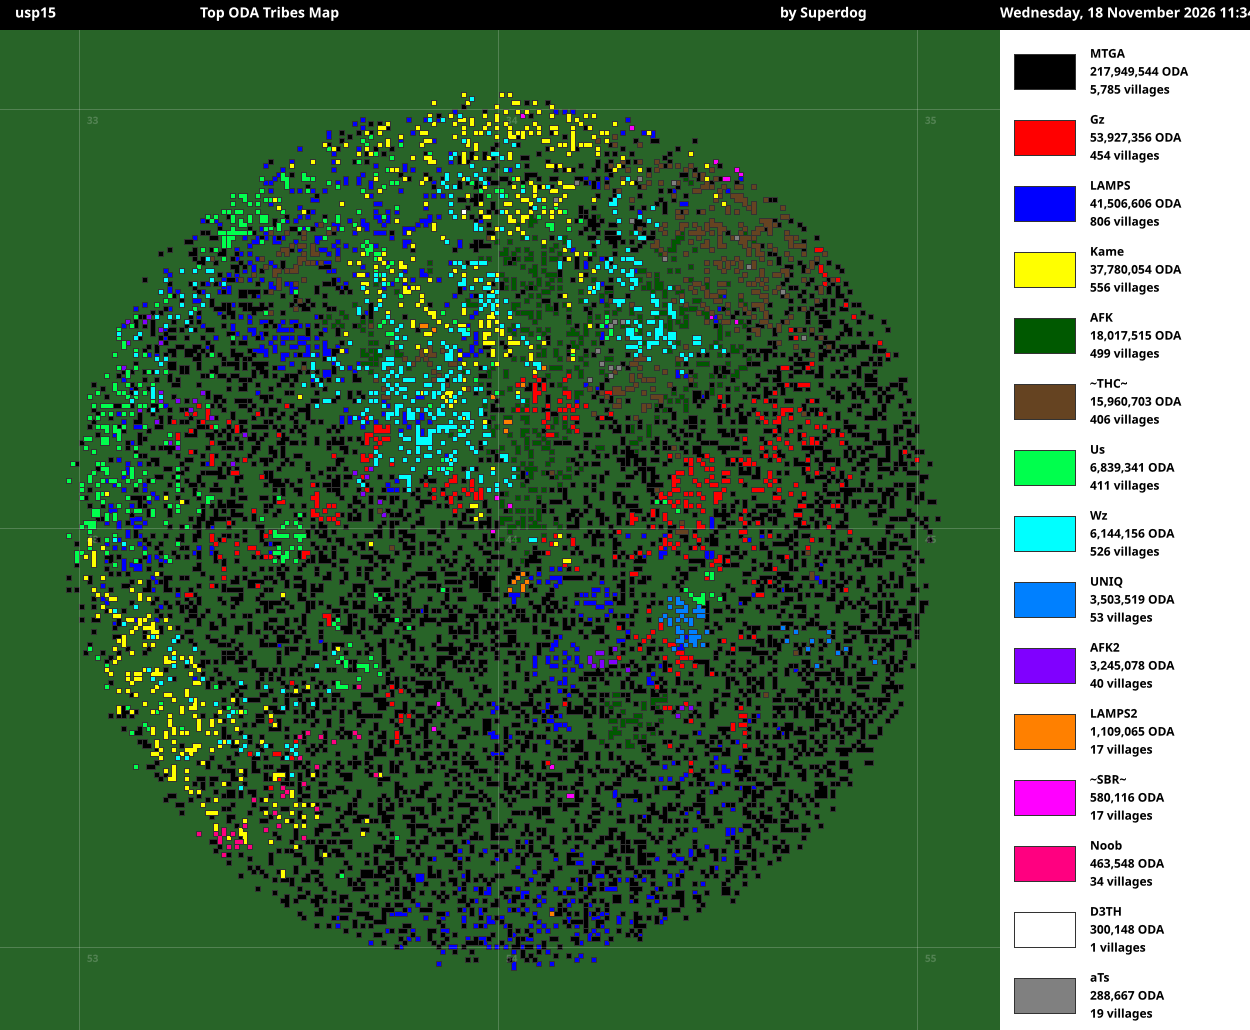 usp15
Top ODA Tribes Map
by Superdog
Wednesday, 18 November 2026 11:34
MTGA
217,949,544 ODA
5,785 villages
Gz
53,927,356 ODA
454 villages
LAMPS
41,506,606 ODA
806 villages
Kame
37,780,054 ODA
556 villages
AFK
18,017,515 ODA
499 villages
~THC~
15,960,703 ODA
406 villages
Us
6,839,341 ODA
411 villages
Wz
6,144,156 ODA
526 villages
UNIQ
3,503,519 ODA
53 villages
AFK2
3,245,078 ODA
40 villages
LAMPS2
1,109,065 ODA
17 villages
~SBR~
580,116 ODA
17 villages
Noob
463,548 ODA
34 villages
D3TH
300,148 ODA
1 villages
aTs
288,667 ODA
19 villages
33
34
35
44
53
55